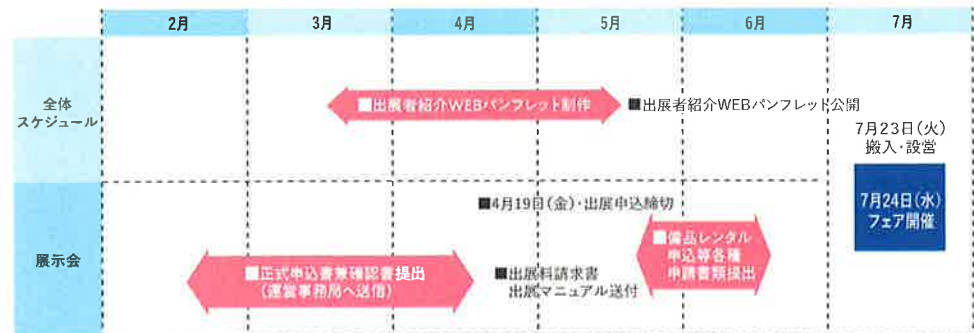 2月 3月 4月 5月 6月 7月
全体
スケジュール
■出展者紹介WEBパンフレット制作
■出展者紹介WEBパンフレット公開
7月23日(火)
搬入・設営
7月24日(水)
フェア開催
展示会
■4月19日(金)・出展申込締切
■正式申込書兼確認書提出
(運営事務局へ送信)
■出展料請求書
出展マニュアル送付
■備品レンタル
申込等各種
申請書類提出